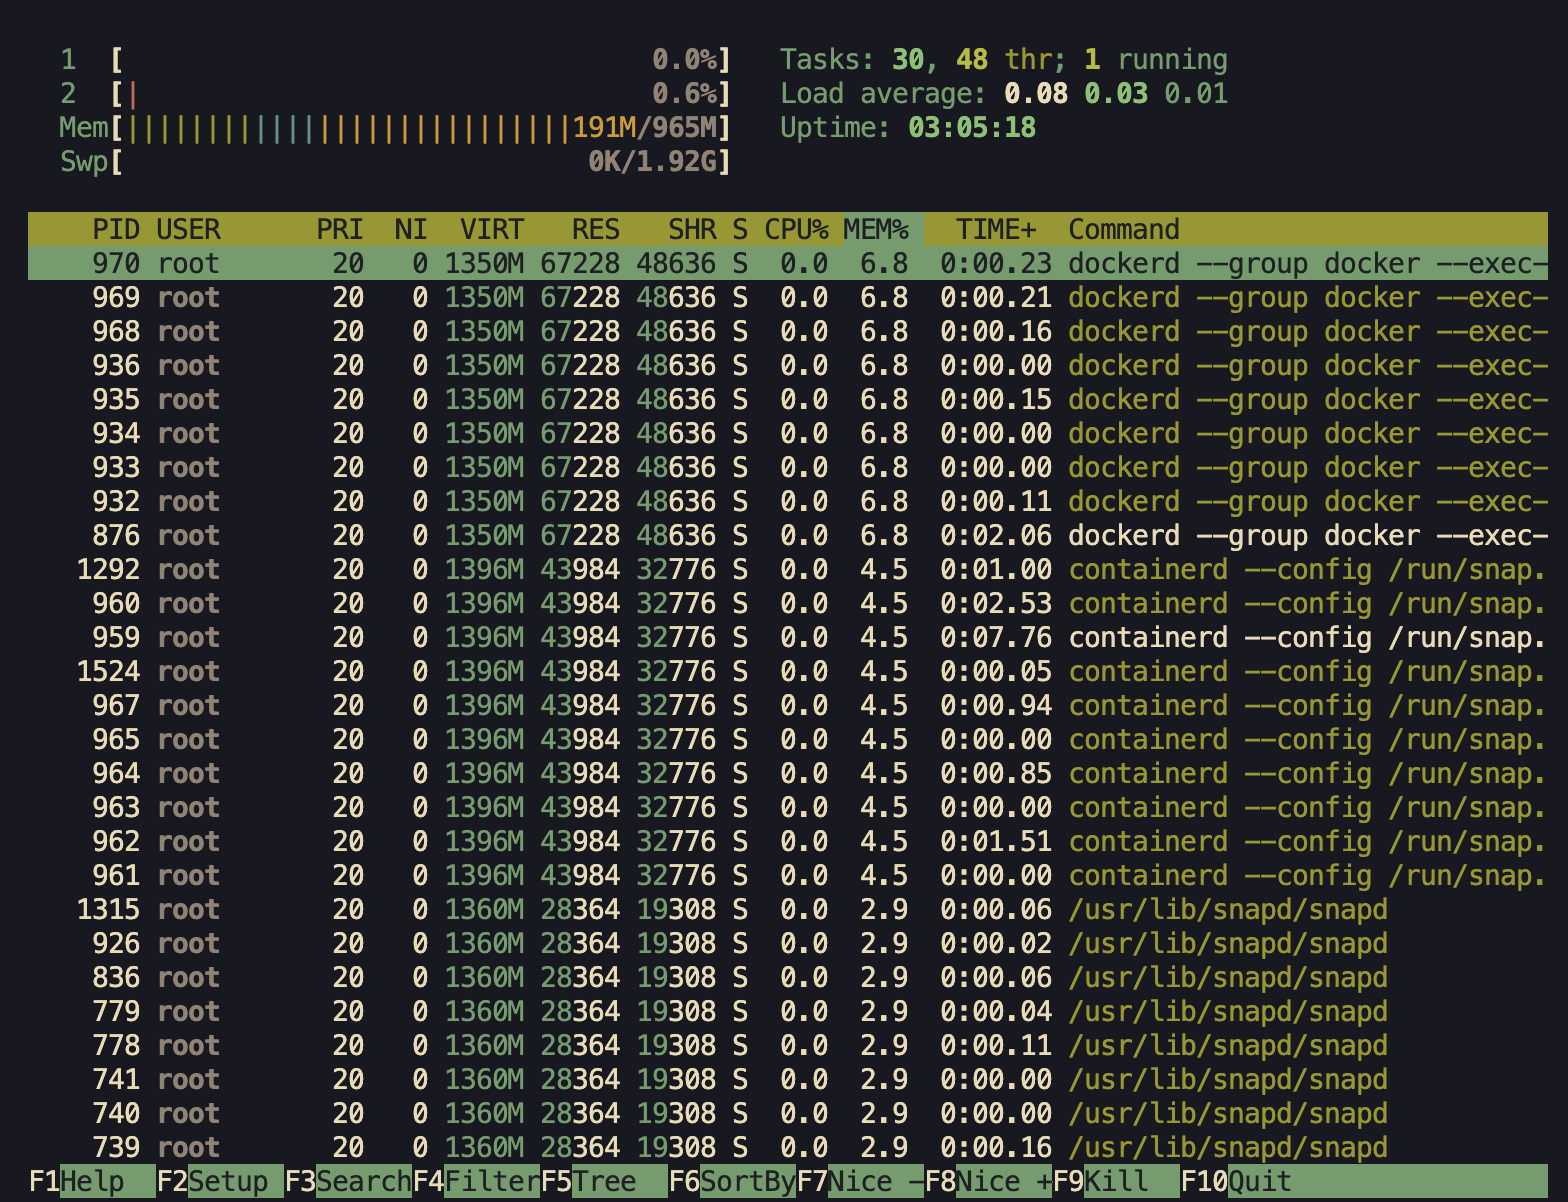 1 [ 0.0%] Tasks: 30, 48 thr; 1 running
2 [| 0.6%] Load average: 0.08 0.03 0.01
Mem[||||||||||||||||||||||||||||191M/965M] Uptime: 03:05:18
Swp[ 0K/1.92G]
PID USER PRI NI VIRT RES SHR S CPU% MEM% TIME+ Command
970 root 20 0 1350M 67228 48636 S 0.0 6.8 0:00.23 dockerd --group docker --exec-
969 root 20 0 1350M 67228 48636 S 0.0 6.8 0:00.21 dockerd --group docker --exec-
968 root 20 0 1350M 67228 48636 S 0.0 6.8 0:00.16 dockerd --group docker --exec-
936 root 20 0 1350M 67228 48636 S 0.0 6.8 0:00.00 dockerd --group docker --exec-
935 root 20 0 1350M 67228 48636 S 0.0 6.8 0:00.15 dockerd --group docker --exec-
934 root 20 0 1350M 67228 48636 S 0.0 6.8 0:00.00 dockerd --group docker --exec-
933 root 20 0 1350M 67228 48636 S 0.0 6.8 0:00.00 dockerd --group docker --exec-
932 root 20 0 1350M 67228 48636 S 0.0 6.8 0:00.11 dockerd --group docker --exec-
876 root 20 0 1350M 67228 48636 S 0.0 6.8 0:02.06 dockerd --group docker --exec-
1292 root 20 0 1396M 43984 32776 S 0.0 4.5 0:01.00 containerd --config /run/snap.
960 root 20 0 1396M 43984 32776 S 0.0 4.5 0:02.53 containerd --config /run/snap.
959 root 20 0 1396M 43984 32776 S 0.0 4.5 0:07.76 containerd --config /run/snap.
1524 root 20 0 1396M 43984 32776 S 0.0 4.5 0:00.05 containerd --config /run/snap.
967 root 20 0 1396M 43984 32776 S 0.0 4.5 0:00.94 containerd --config /run/snap.
965 root 20 0 1396M 43984 32776 S 0.0 4.5 0:00.00 containerd --config /run/snap.
964 root 20 0 1396M 43984 32776 S 0.0 4.5 0:00.85 containerd --config /run/snap.
963 root 20 0 1396M 43984 32776 S 0.0 4.5 0:00.00 containerd --config /run/snap.
962 root 20 0 1396M 43984 32776 S 0.0 4.5 0:01.51 containerd --config /run/snap.
961 root 20 0 1396M 43984 32776 S 0.0 4.5 0:00.00 containerd --config /run/snap.
1315 root 20 0 1360M 28364 19308 S 0.0 2.9 0:00.06 /usr/lib/snapd/snapd
926 root 20 0 1360M 28364 19308 S 0.0 2.9 0:00.02 /usr/lib/snapd/snapd
836 root 20 0 1360M 28364 19308 S 0.0 2.9 0:00.06 /usr/lib/snapd/snapd
779 root 20 0 1360M 28364 19308 S 0.0 2.9 0:00.04 /usr/lib/snapd/snapd
778 root 20 0 1360M 28364 19308 S 0.0 2.9 0:00.11 /usr/lib/snapd/snapd
741 root 20 0 1360M 28364 19308 S 0.0 2.9 0:00.00 /usr/lib/snapd/snapd
740 root 20 0 1360M 28364 19308 S 0.0 2.9 0:00.00 /usr/lib/snapd/snapd
739 root 20 0 1360M 28364 19308 S 0.0 2.9 0:00.16 /usr/lib/snapd/snapd
F1Help F2Setup F3SearchF4FilterF5Tree F6SortByF7Nice -F8Nice +F9Kill F10Quit